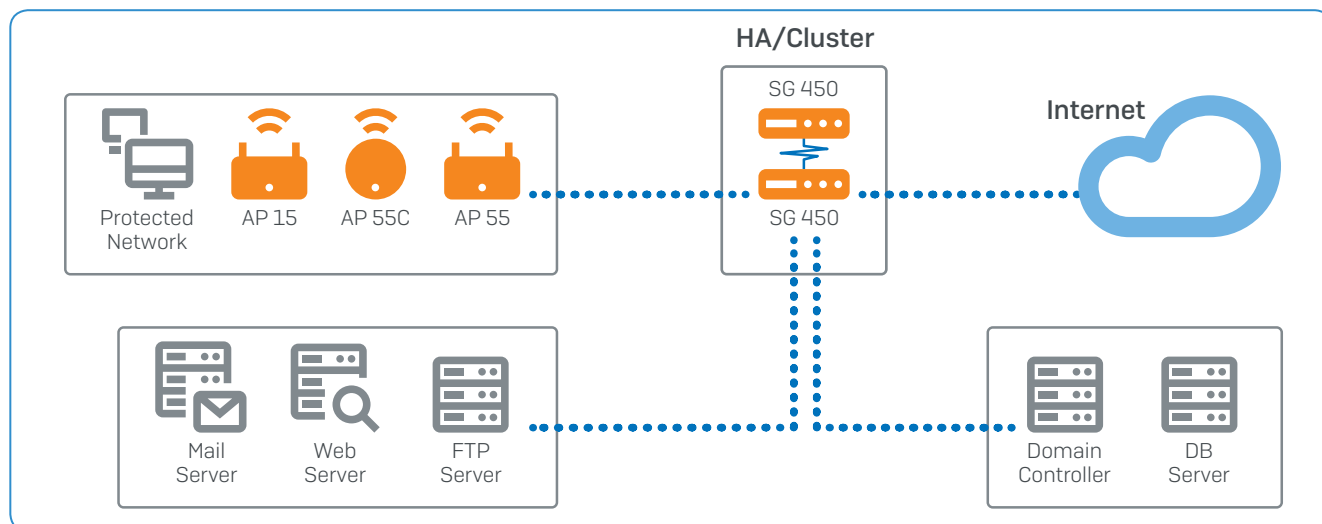 HA/Cluster
SG 450
SG 450
Internet
Protected
Network
AP 15
AP 55C
AP 55
Mail
Server
Web
Server
FTP
Server
Domain
Controller
DB
Server